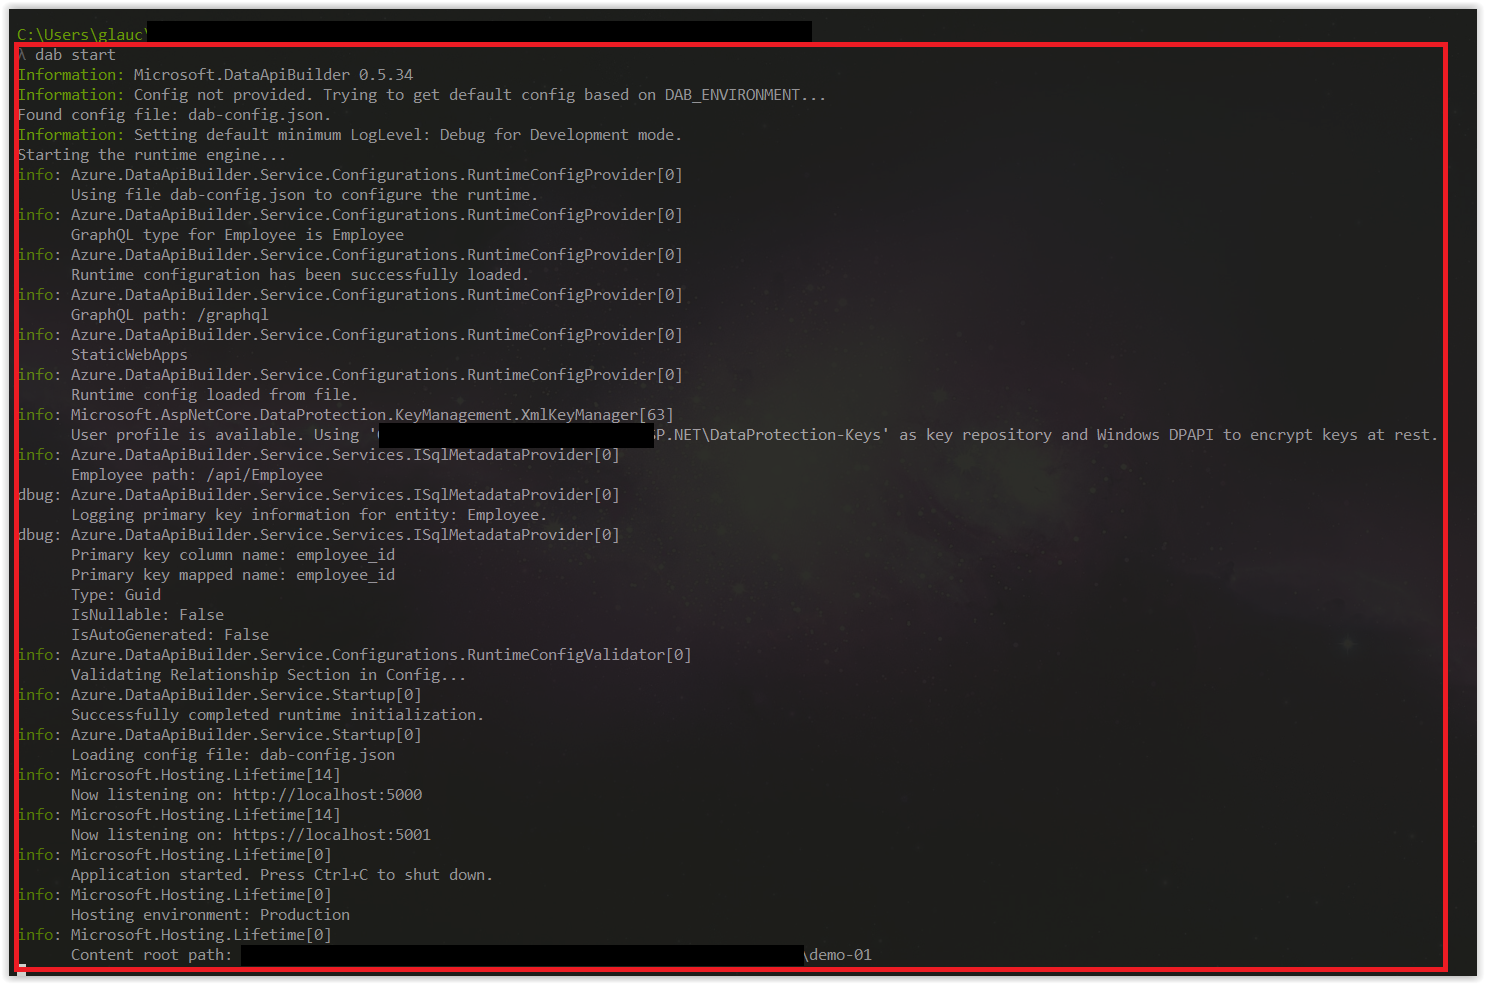 C:\Users\glauc\
λ dab start
Information: Microsoft.DataApiBuilder 0.5.34
Information: Config not provided. Trying to get default config based on DAB_ENVIRONMENT...
Found config file: dab-config.json.
Information: Setting default minimum LogLevel: Debug for Development mode.
Starting the runtime engine...
info: Azure.DataApiBuilder.Service.Configurations.RuntimeConfigProvider[0]
Using file dab-config.json to configure the runtime.
info: Azure.DataApiBuilder.Service.Configurations.RuntimeConfigProvider[0]
GraphQL type for Employee is Employee
info: Azure.DataApiBuilder.Service.Configurations.RuntimeConfigProvider[0]
Runtime configuration has been successfully loaded.
info: Azure.DataApiBuilder.Service.Configurations.RuntimeConfigProvider[0]
GraphQL path: /graphql
info: Azure.DataApiBuilder.Service.Configurations.RuntimeConfigProvider[0]
StaticWebApps
info: Azure.DataApiBuilder.Service.Configurations.RuntimeConfigProvider[0]
Runtime config loaded from file.
info: Microsoft.AspNetCore.DataProtection.KeyManagement.XmlKeyManager[63]
User profile is available. Using ' P.NET\DataProtection-Keys' as key repository and Windows DPAPI to encrypt keys at rest.
info: Azure.DataApiBuilder.Service.Services.ISqlMetadataProvider[0]
Employee path: /api/Employee
dbug: Azure.DataApiBuilder.Service.Services.ISqlMetadataProvider[0]
Logging primary key information for entity: Employee.
dbug: Azure.DataApiBuilder.Service.Services.ISqlMetadataProvider[0]
Primary key column name: employee_id
Primary key mapped name: employee_id
Type: Guid
IsNullable: False
IsAutoGenerated: False
info: Azure.DataApiBuilder.Service.Configurations.RuntimeConfigValidator[0]
Validating Relationship Section in Config...
info: Azure.DataApiBuilder.Service.Startup[0]
Successfully completed runtime initialization.
info: Azure.DataApiBuilder.Service.Startup[0]
Loading config file: dab-config.json
info: Microsoft.Hosting.Lifetime[14]
Now listening on: http://localhost:5000
info: Microsoft.Hosting.Lifetime[14]
Now listening on: https://localhost:5001
info: Microsoft.Hosting.Lifetime[0]
Application started. Press Ctrl+C to shut down.
info: Microsoft.Hosting.Lifetime[0]
Hosting environment: Production
info: Microsoft.Hosting.Lifetime[0]
Content root path: \demo-01